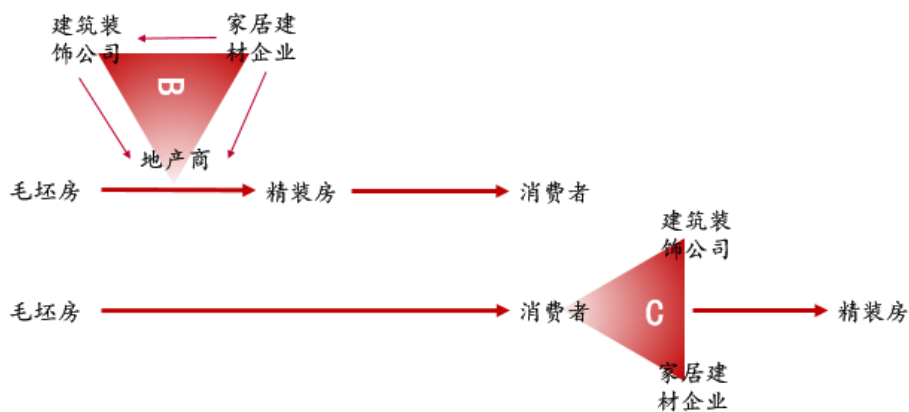 建筑装
饰公司
家居建
材企业
B
地产商
毛坯房
精装房
消费者
建筑装
饰公司
毛坯房
消费者
C
精装房
家居建
材企业